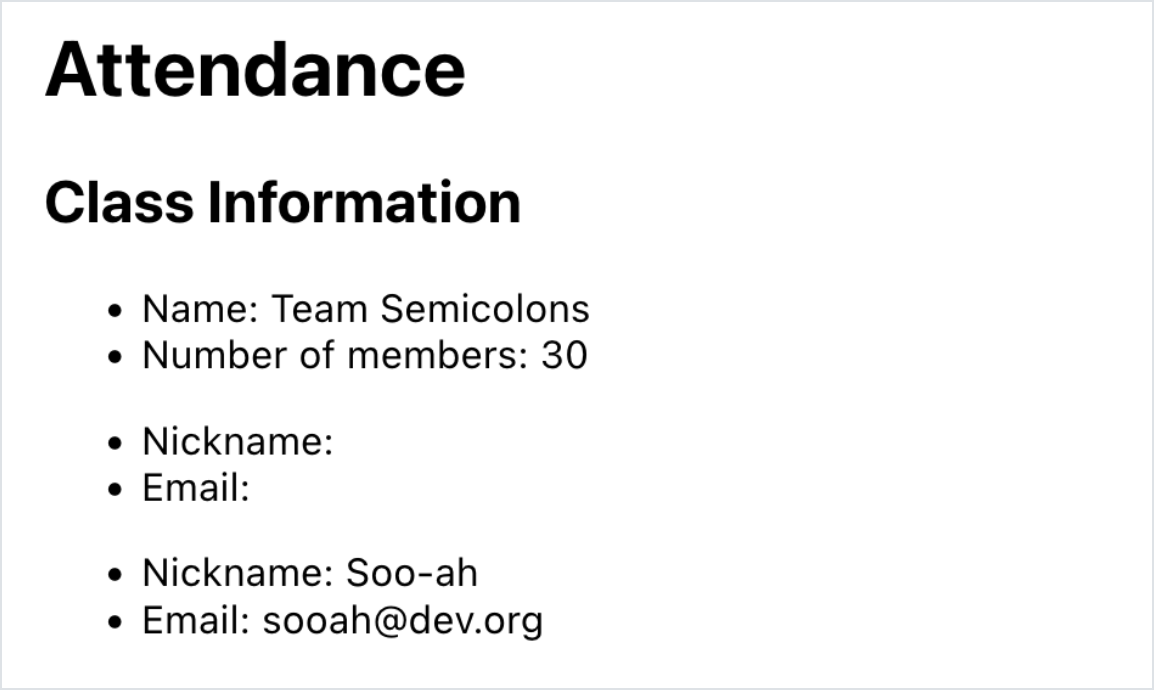 Attendance
Class Information
• Name: Team Semicolons
• Number of members: 30
• Nickname:
• Email:
• Nickname: Soo-ah
• Email: sooah@dev.org